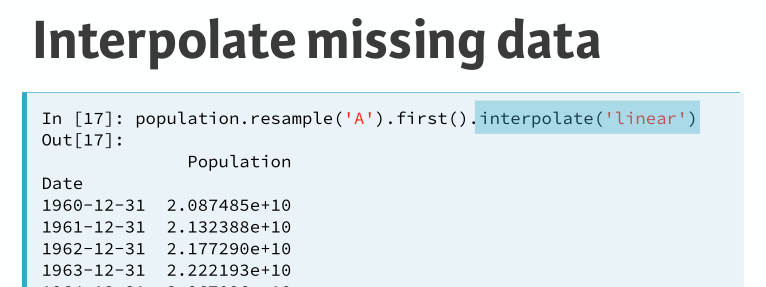 Interpolate missing data
In [17]: population.resample('A').first().interpolate('linear')
Out[17]:
Population
Date
1960-12-31 2.087485e+10
1961-12-31 2.132388e+10
1962-12-31 2.177290e+10
1963-12-31 2.222193e+10